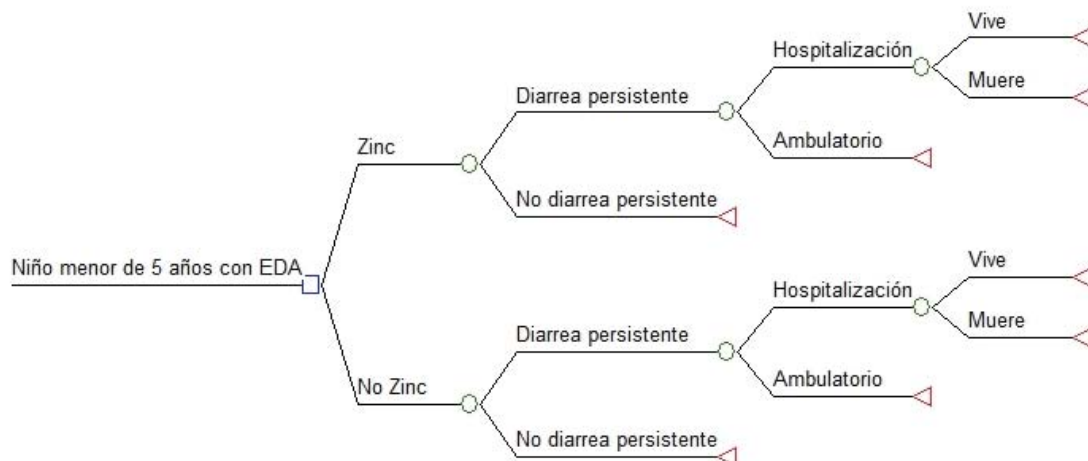 Vive
Hospitalización
Muere
Diarrea persistente
Zinc
Ambulatorio
No diarrea persistente
Niño menor de 5 años con EDA
Vive
Hospitalización
Muere
Diarrea persistente
No Zinc
Ambulatorio
No diarrea persistente